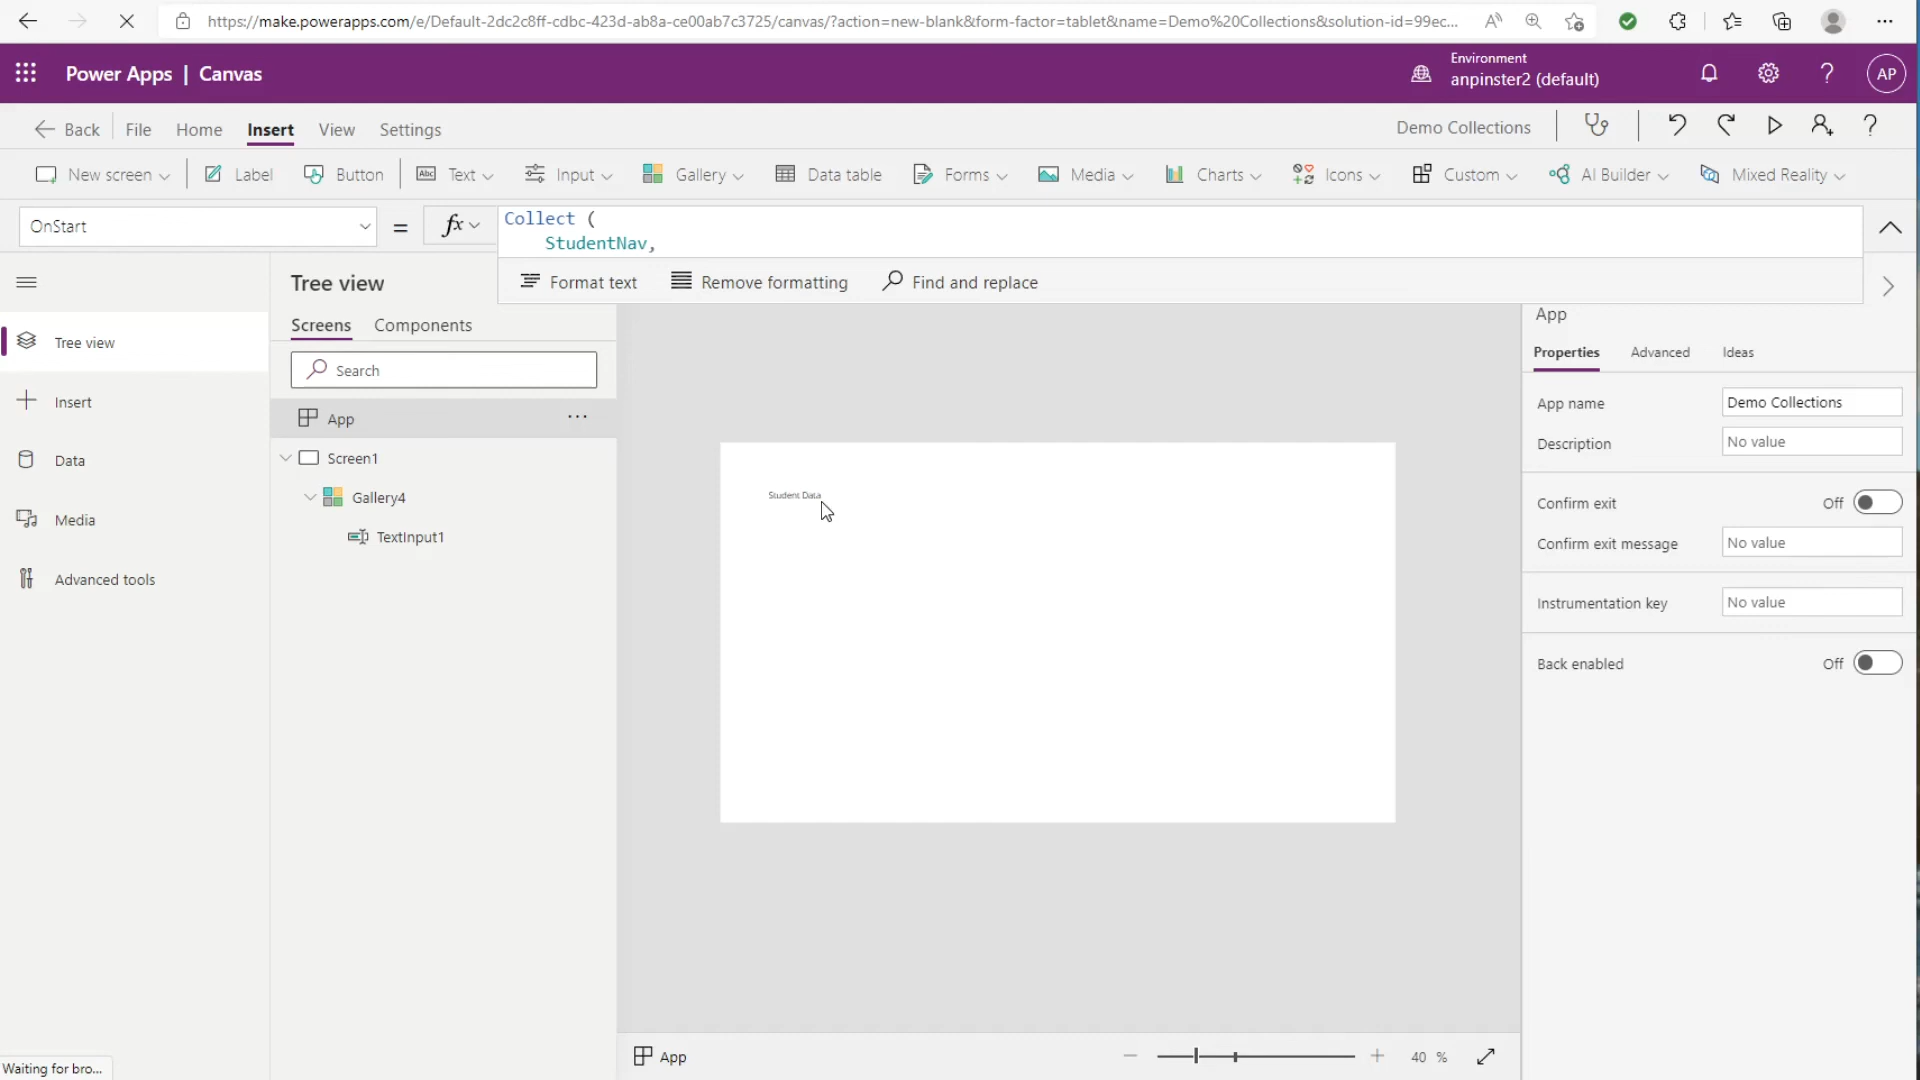 https://make.powerapps.com/e/Default-2dc2c8ff-cdbc-423d-ab8a-ce00ab7c3725/canvas/?action=new-blank&form-factor=tablet&name=Demo%20Collections&solution-id=99ec...
Power Apps | Canvas
Environment
anpinster2 (default)
AP
Back
File
Home
Insert
View
Settings
Demo Collections
New screen
Label
Button
Abc
Text
Input
Gallery
Data table
Forms
Media
Charts
Icons
Custom
AI Builder
Mixed Reality
OnStart
=
fx
Collect (
StudentNav,
Format text
Remove formatting
Find and replace
Tree view
Screens
Components
Search
App
Screen1
Gallery4
TextInput1
Tree view
Insert
Data
Media
Advanced tools
Student Data
App
Properties
Advanced
Ideas
App name
Demo Collections
Description
No value
Confirm exit
Off
Confirm exit message
No value
Instrumentation key
No value
Back enabled
Off
App
40 %
Waiting for bro...